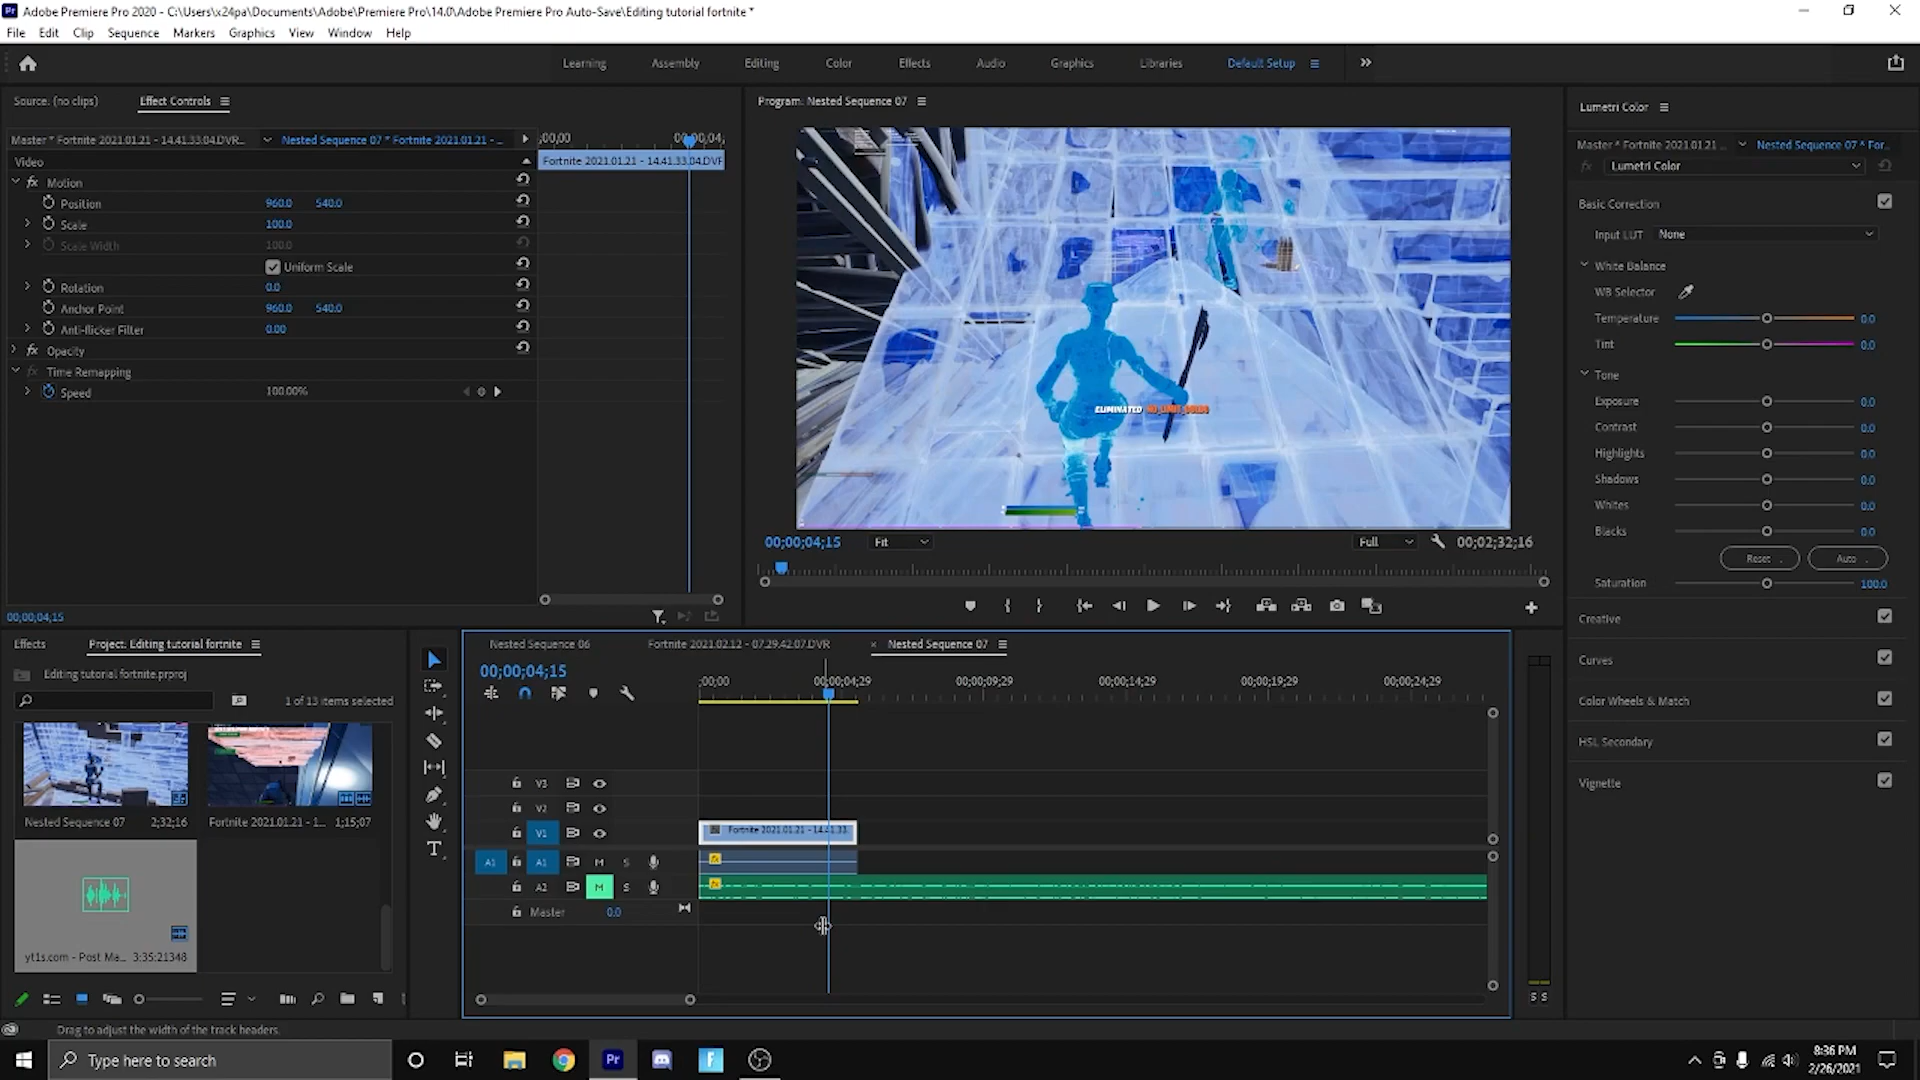 Adobe Premiere Pro 2020 - C:\Users\x24pa\Documents\Adobe\Premiere Pro\14.0\Adobe Premiere Pro Auto-Save\Editing tutorial fortnite *
File Edit Clip Sequence Markers Graphics View Window Help
Learning Assembly Editing Color Effects Audio Graphics Libraries Default Setup
Source: (no clips) Effect Controls
Master * Fortnite 2021.01.21 - 14.41.33.04.DVR... Nested Sequence 07 * Fortnite 2021.01.21 - ...
;00;00 00;00;04;
Video
Fortnite 2021.01.21 - 14.41.33.04.DVF
fx Motion
Position 960.0 540.0
Scale 100.0
Scale Width 100.0
Uniform Scale
Rotation 0.0
Anchor Point 960.0 540.0
Anti-flicker Filter 0.00
fx Opacity
fx Time Remapping
Speed 100.00%
00;00;04;15
Program: Nested Sequence 07
ELIMINATED
00;00;04;15 Fit Full 00;02;32;16
Lumetri Color
Master * Fortnite 2021.01.21 ... Nested Sequence 07 * For...
fx Lumetri Color
Basic Correction
Input LUT None
White Balance
WB Selector
Temperature 0.0
Tint 0.0
Tone
Exposure 0.0
Contrast 0.0
Highlights 0.0
Shadows 0.0
Whites 0.0
Blacks 0.0
Reset Auto
Saturation 100.0
Creative
Curves
Color Wheels & Match
HSL Secondary
Vignette
Effects Project: Editing tutorial fortnite
Editing tutorial fortnite.prproj
1 of 13 items selected
Nested Sequence 07 2;32;16
Fortnite 2021.01.21 - 1... 1;15;07
yt1s.com - Post Ma... 3:35:21348
Nested Sequence 06 Fortnite 2021.02.12 - 07.29.42.07.DVR × Nested Sequence 07
00;00;04;15
;00;00 00;00;04;29 00;00;09;29 00;00;14;29 00;00;19;29 00;00;24;29
V3
V2
V1 Fortnite 2021.01.21 - 14.41.33.
A1 A1 M S fx
A2 M S fx
Master 0.0
S S
Drag to adjust the width of the track headers.
Type here to search
Pr
8:36 PM
2/26/2021